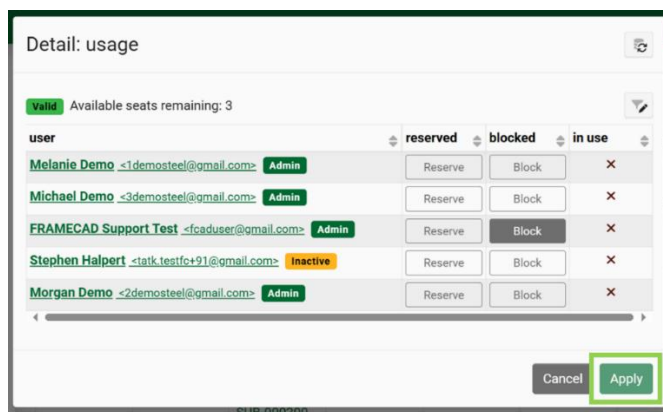 Detail: usage
Valid Available seats remaining: 3
user reserved blocked in use
Melanie Demo <1demosteel@gmail.com> Admin Reserve Block ×
Michael Demo <3demosteel@gmail.com> Admin Reserve Block ×
FRAMECAD Support Test <fcaduser@gmail.com> Admin Reserve Block ×
Stephen Halpert <tatk.testfc+91@gmail.com> Inactive Reserve Block ×
Morgan Demo <2demosteel@gmail.com> Admin Reserve Block ×
Cancel Apply